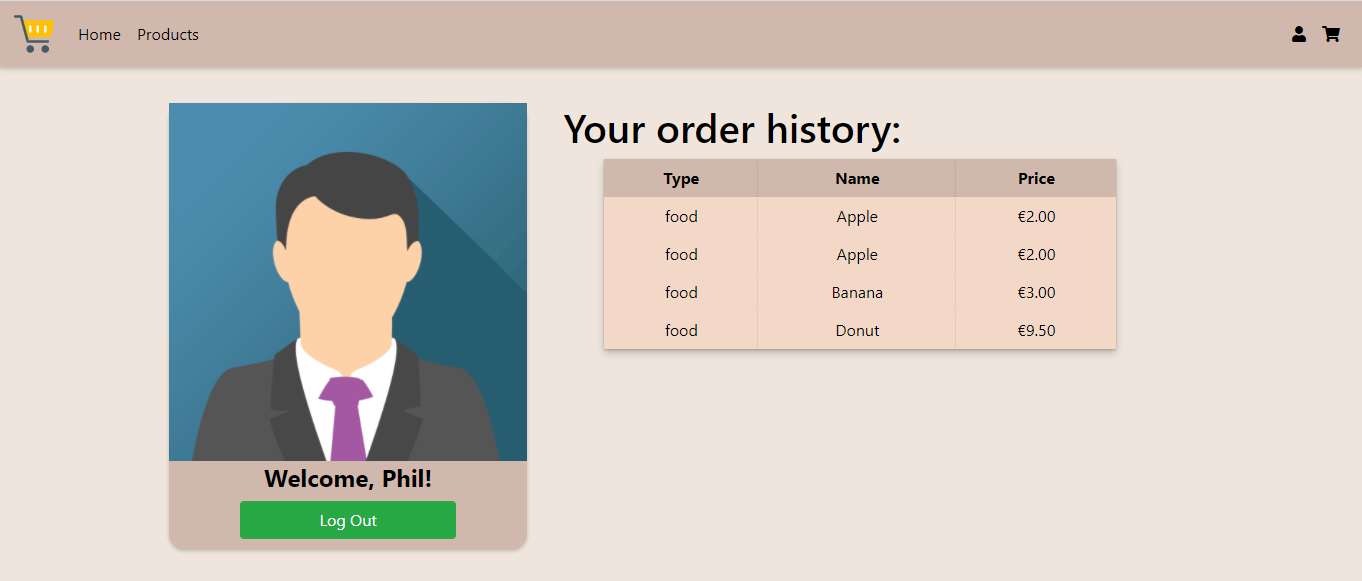 Home Products
Your order history:
Type Name Price
food Apple €2.00
food Apple €2.00
food Banana €3.00
food Donut €9.50
Welcome, Phil!
Log Out